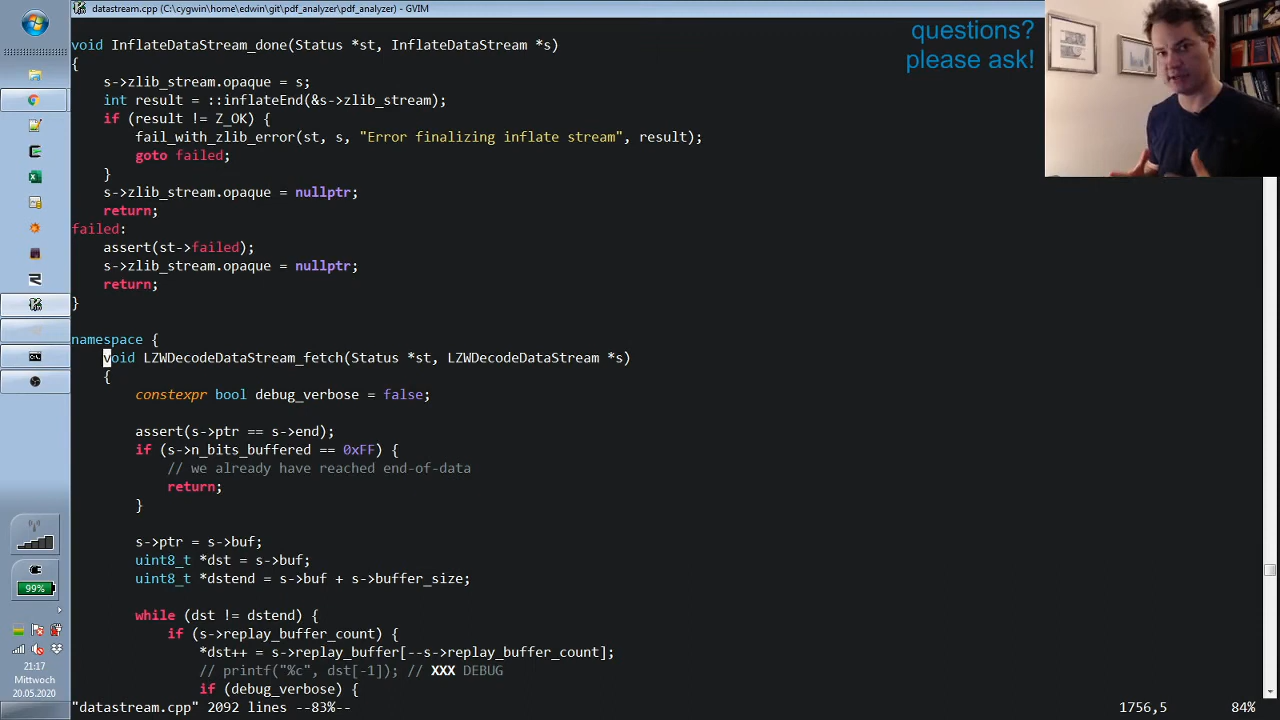 datastream.cpp (C:\cygwin\home\edwin\git\pdf_analyzer\pdf_analyzer) - GVIM
questions?
please ask!
void InflateDataStream_done(Status *st, InflateDataStream *s)
{
    s->zlib_stream.opaque = s;
    int result = ::inflateEnd(&s->zlib_stream);
    if (result != Z_OK) {
        fail_with_zlib_error(st, s, "Error finalizing inflate stream", result);
        goto failed;
    }
    s->zlib_stream.opaque = nullptr;
    return;
failed:
    assert(st->failed);
    s->zlib_stream.opaque = nullptr;
    return;
}
namespace {
    void LZWDecodeDataStream_fetch(Status *st, LZWDecodeDataStream *s)
    {
        constexpr bool debug_verbose = false;
        assert(s->ptr == s->end);
        if (s->n_bits_buffered == 0xFF) {
            // we already have reached end-of-data
            return;
        }
        s->ptr = s->buf;
        uint8_t *dst = s->buf;
        uint8_t *dstend = s->buf + s->buffer_size;
        while (dst != dstend) {
            if (s->replay_buffer_count) {
                *dst++ = s->replay_buffer[--s->replay_buffer_count];
                // printf("%c", dst[-1]); // XXX DEBUG
                if (debug_verbose) {
"datastream.cpp" 2092 lines --83%-- 1756,5 84%
99%
21:17
Mittwoch
20.05.2020